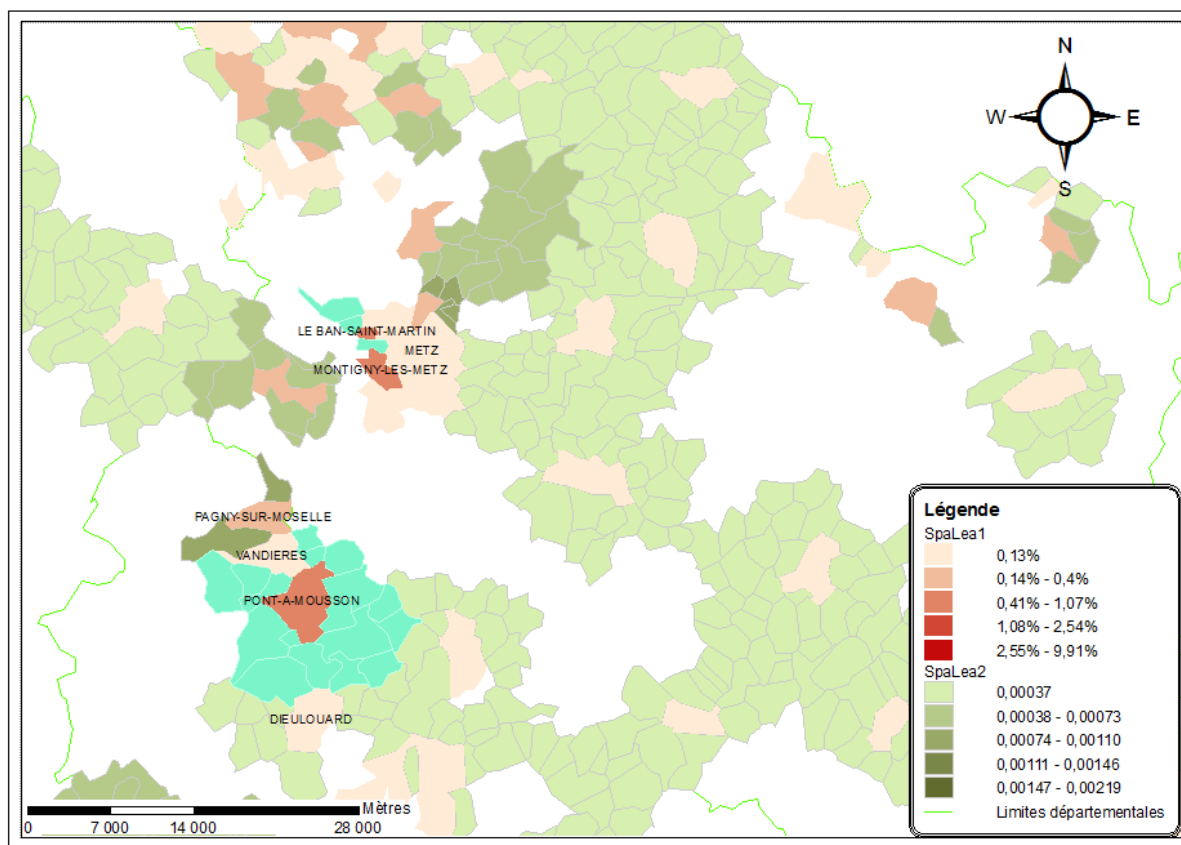 N
W E
S
LE BAN-SAINT-MARTIN
METZ
MONTIGNY-LES-METZ
PAGNY-SUR-MOSELLE
VANDIERES
PONT-A-MOUSSON
DIEULOUARD
Légende
SpaLea1
0,13%
0,14% - 0,4%
0,41% - 1,07%
1,08% - 2,54%
2,55% - 9,91%
SpaLea2
0,00037
0,00038 - 0,00073
0,00074 - 0,00110
0,00111 - 0,00146
0,00147 - 0,00219
Limites départementales
Mètres
0 7 000 14 000 28 000